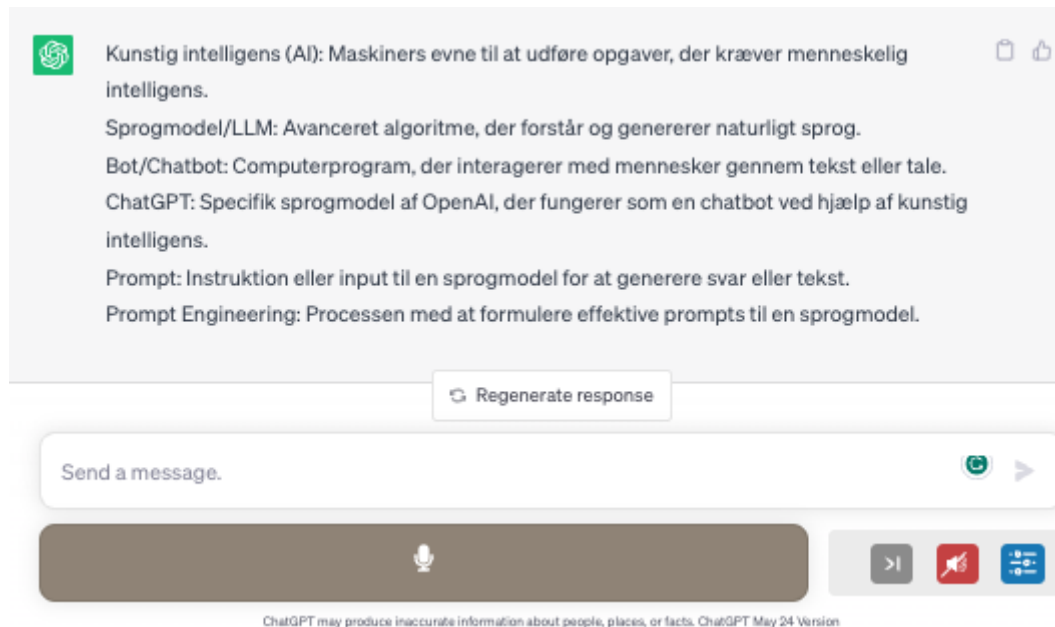 Kunstig intelligens (AI): Maskiners evne til at udføre opgaver, der kræver menneskelig
intelligens.
Sprogmodel/LLM: Avanceret algoritme, der forstår og genererer naturligt sprog.
Bot/Chatbot: Computerprogram, der interagerer med mennesker gennem tekst eller tale.
ChatGPT: Specifik sprogmodel af OpenAI, der fungerer som en chatbot ved hjælp af kunstig
intelligens.
Prompt: Instruktion eller input til en sprogmodel for at generere svar eller tekst.
Prompt Engineering: Processen med at formulere effektive prompts til en sprogmodel.
Regenerate response
Send a message.
ChatGPT may produce inaccurate information about people, places, or facts. ChatGPT May 24 Version